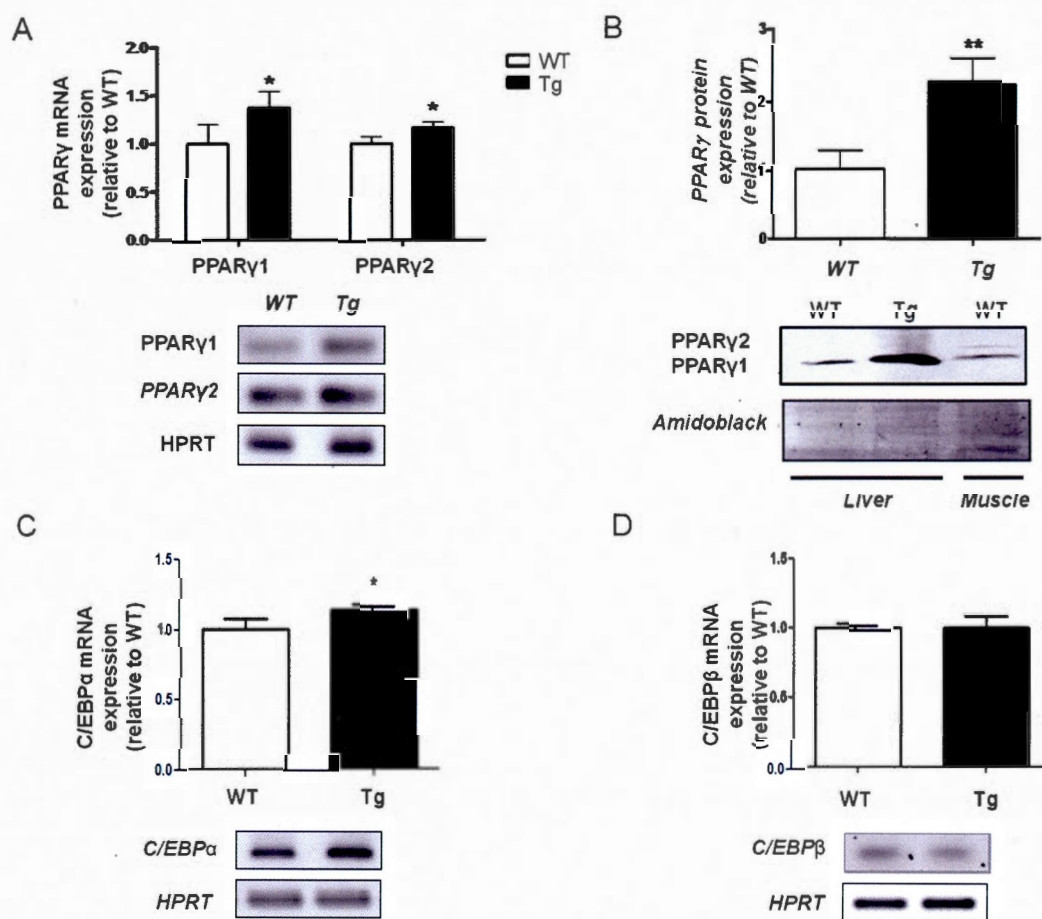 A
PPARγ mRNA
expression
(relative to WT)
2.0
1.5
1.0
0.5
0.0
*
*
PPARγ1
PPARγ2
WT
Tg
WT
Tg
PPARγ1
PPARγ2
HPRT
B
PPARγ protein
expression
(relative to WT)
3
2
1
0
**
WT
Tg
WT
Tg
WT
PPARγ2
PPARγ1
Amidoblack
Liver
Muscle
C
C/EBPα mRNA
expression
(relative to WT)
1.5
1.0
0.5
0.0
*
WT
Tg
C/EBPα
HPRT
D
C/EBPβ mRNA
expression
(relative to WT)
1.5
1.0
0.5
0.0
WT
Tg
C/EBPβ
HPRT